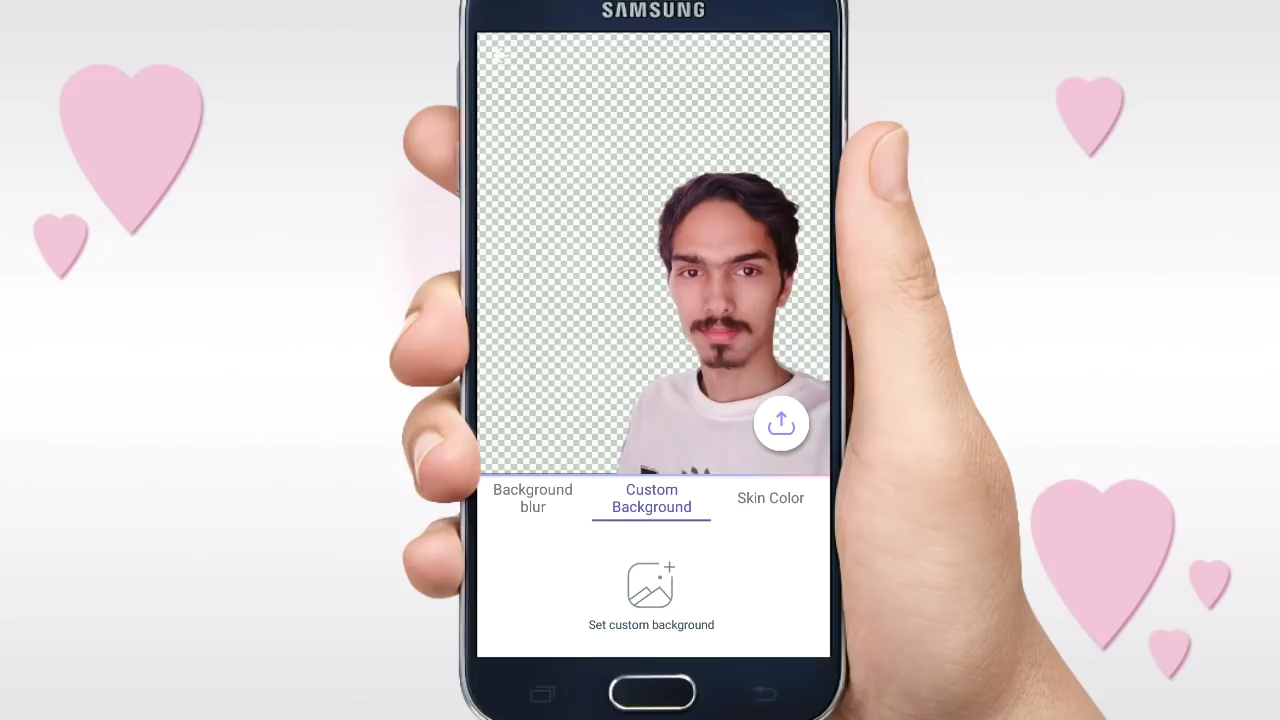 SAMSUNG
Background
blur
Custom
Background
Skin Color
Set custom background